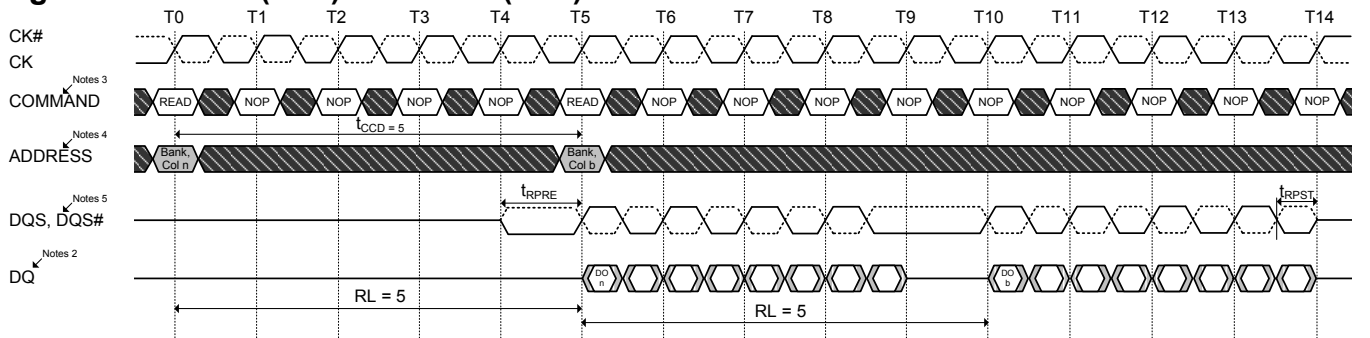 T0 T1 T2 T3 T4 T5 T6 T7 T8 T9 T10 T11 T12 T13 T14
CK#
CK
Notes 3
COMMAND READ NOP NOP NOP NOP READ NOP NOP NOP NOP NOP NOP NOP NOP NOP
tCCD = 5
Notes 4
ADDRESS
Bank, Col n
Bank, Col b
tRPRE
tRPST
Notes 5
DQS, DQS#
Notes 2
DQ
DO n
DO b
RL = 5
RL = 5